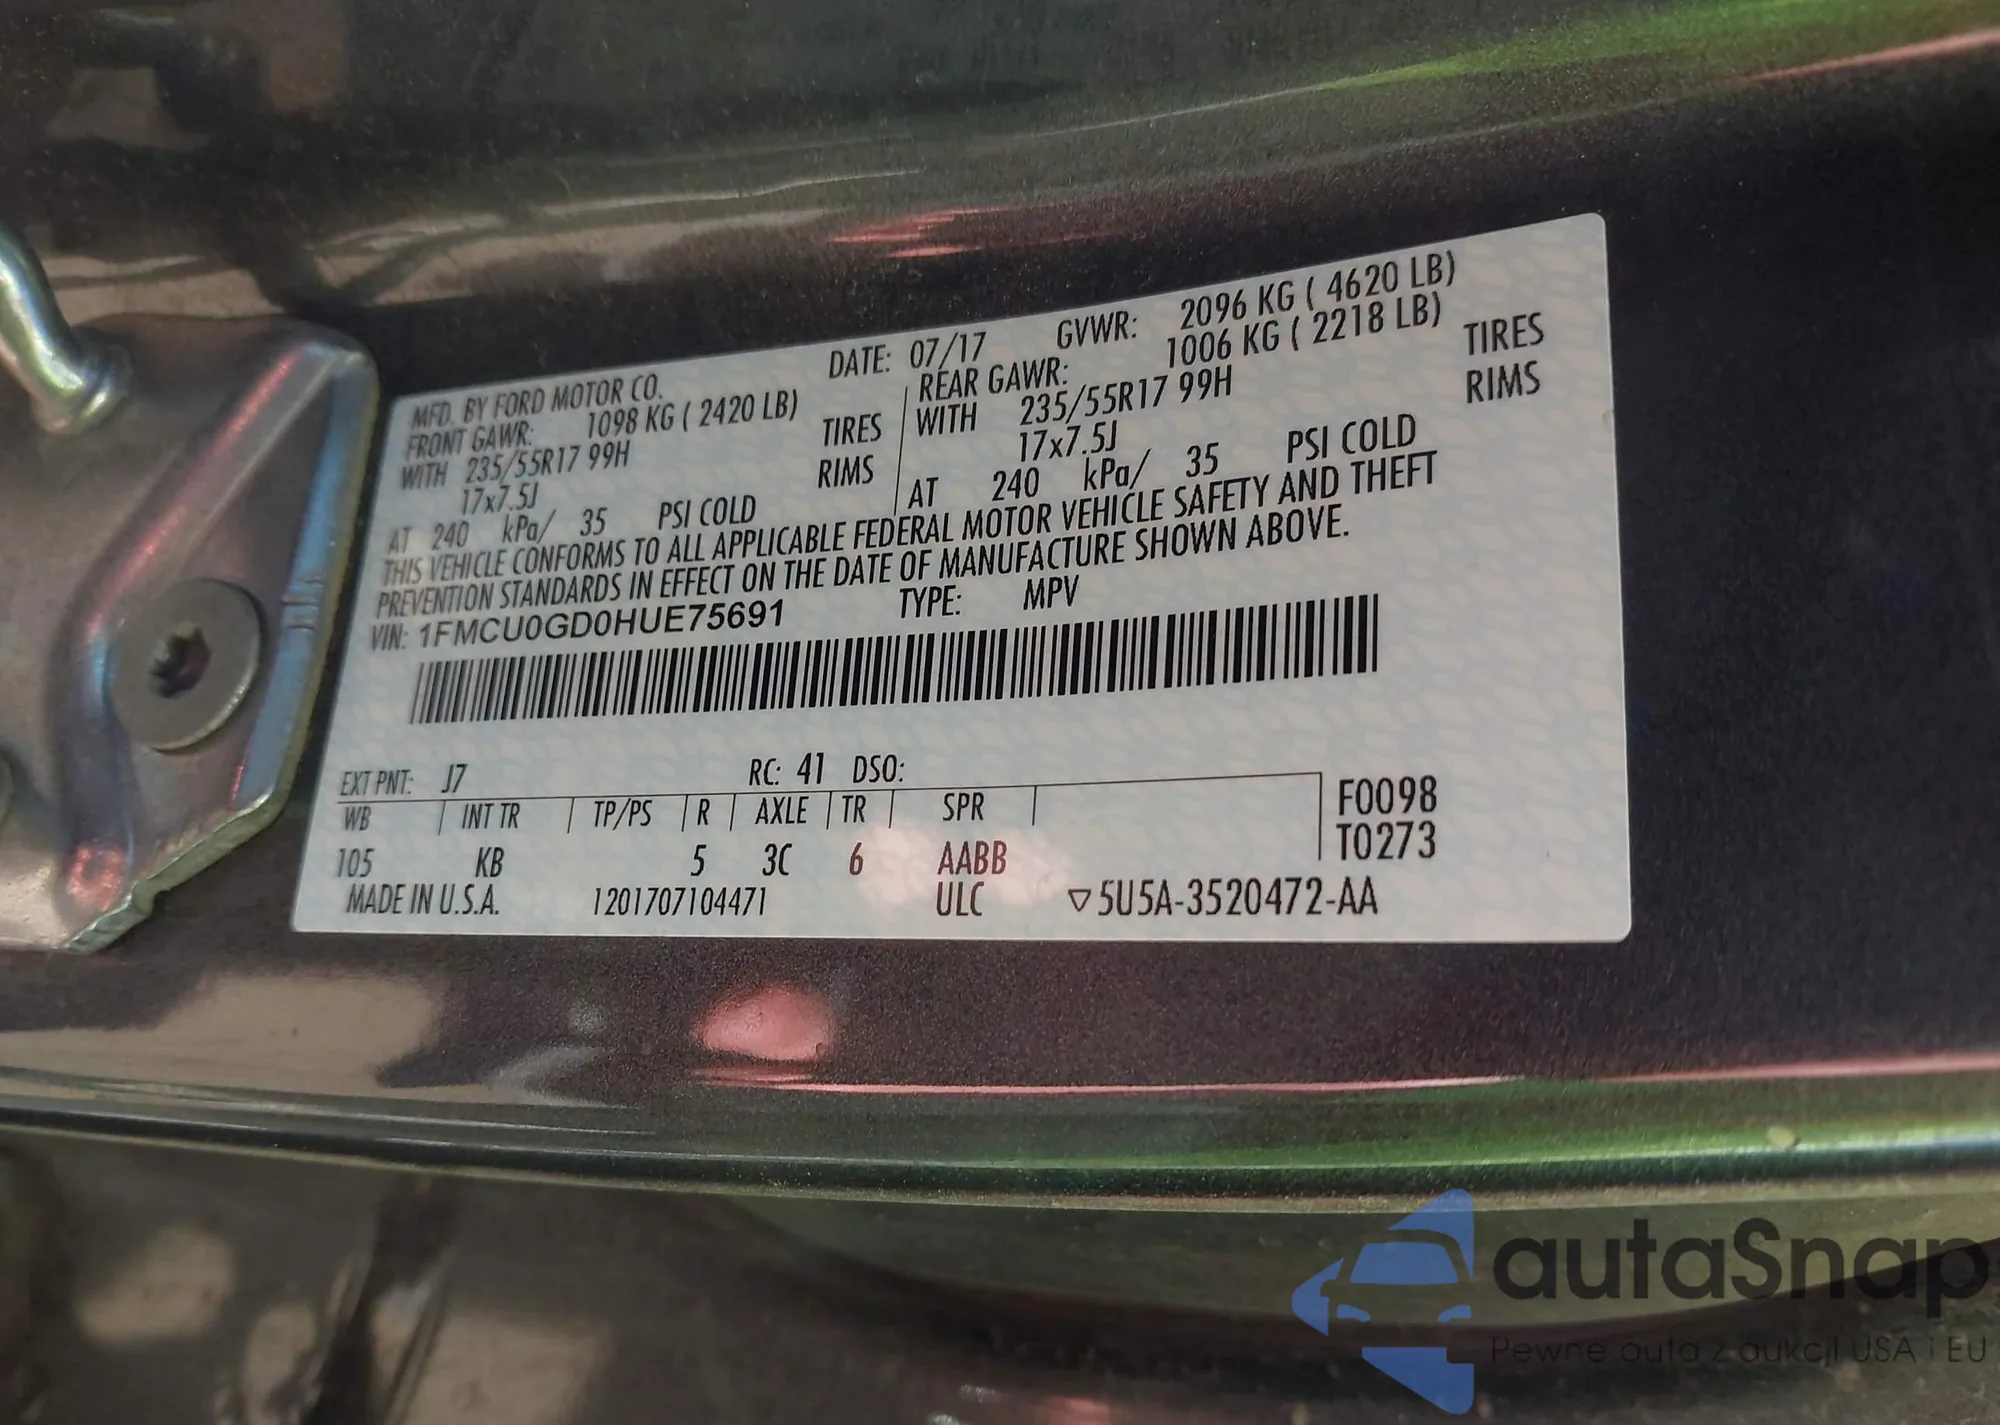 MFD. BY FORD MOTOR CO. DATE: 07/17 GVWR: 2096 KG ( 4620 LB)
FRONT GAWR: 1098 KG ( 2420 LB) REAR GAWR: 1006 KG ( 2218 LB)
WITH 235/55R17 99H TIRES WITH 235/55R17 99H TIRES
17x7.5J RIMS 17x7.5J RIMS
AT 240 kPa/ 35 PSI COLD AT 240 kPa/ 35 PSI COLD
THIS VEHICLE CONFORMS TO ALL APPLICABLE FEDERAL MOTOR VEHICLE SAFETY AND THEFT
PREVENTION STANDARDS IN EFFECT ON THE DATE OF MANUFACTURE SHOWN ABOVE.
VIN: 1FMCU0GD0HUE75691 TYPE: MPV
EXT PNT: J7 RC: 41 DSO:
WB INT TR TP/PS R AXLE TR SPR F0098
T0273
105 KB 5 3C 6 AABB
MADE IN U.S.A. 1201707104471 ULC ▽5U5A-3520472-AA
autaSnap
Pewne auta z aukcji USA i EU